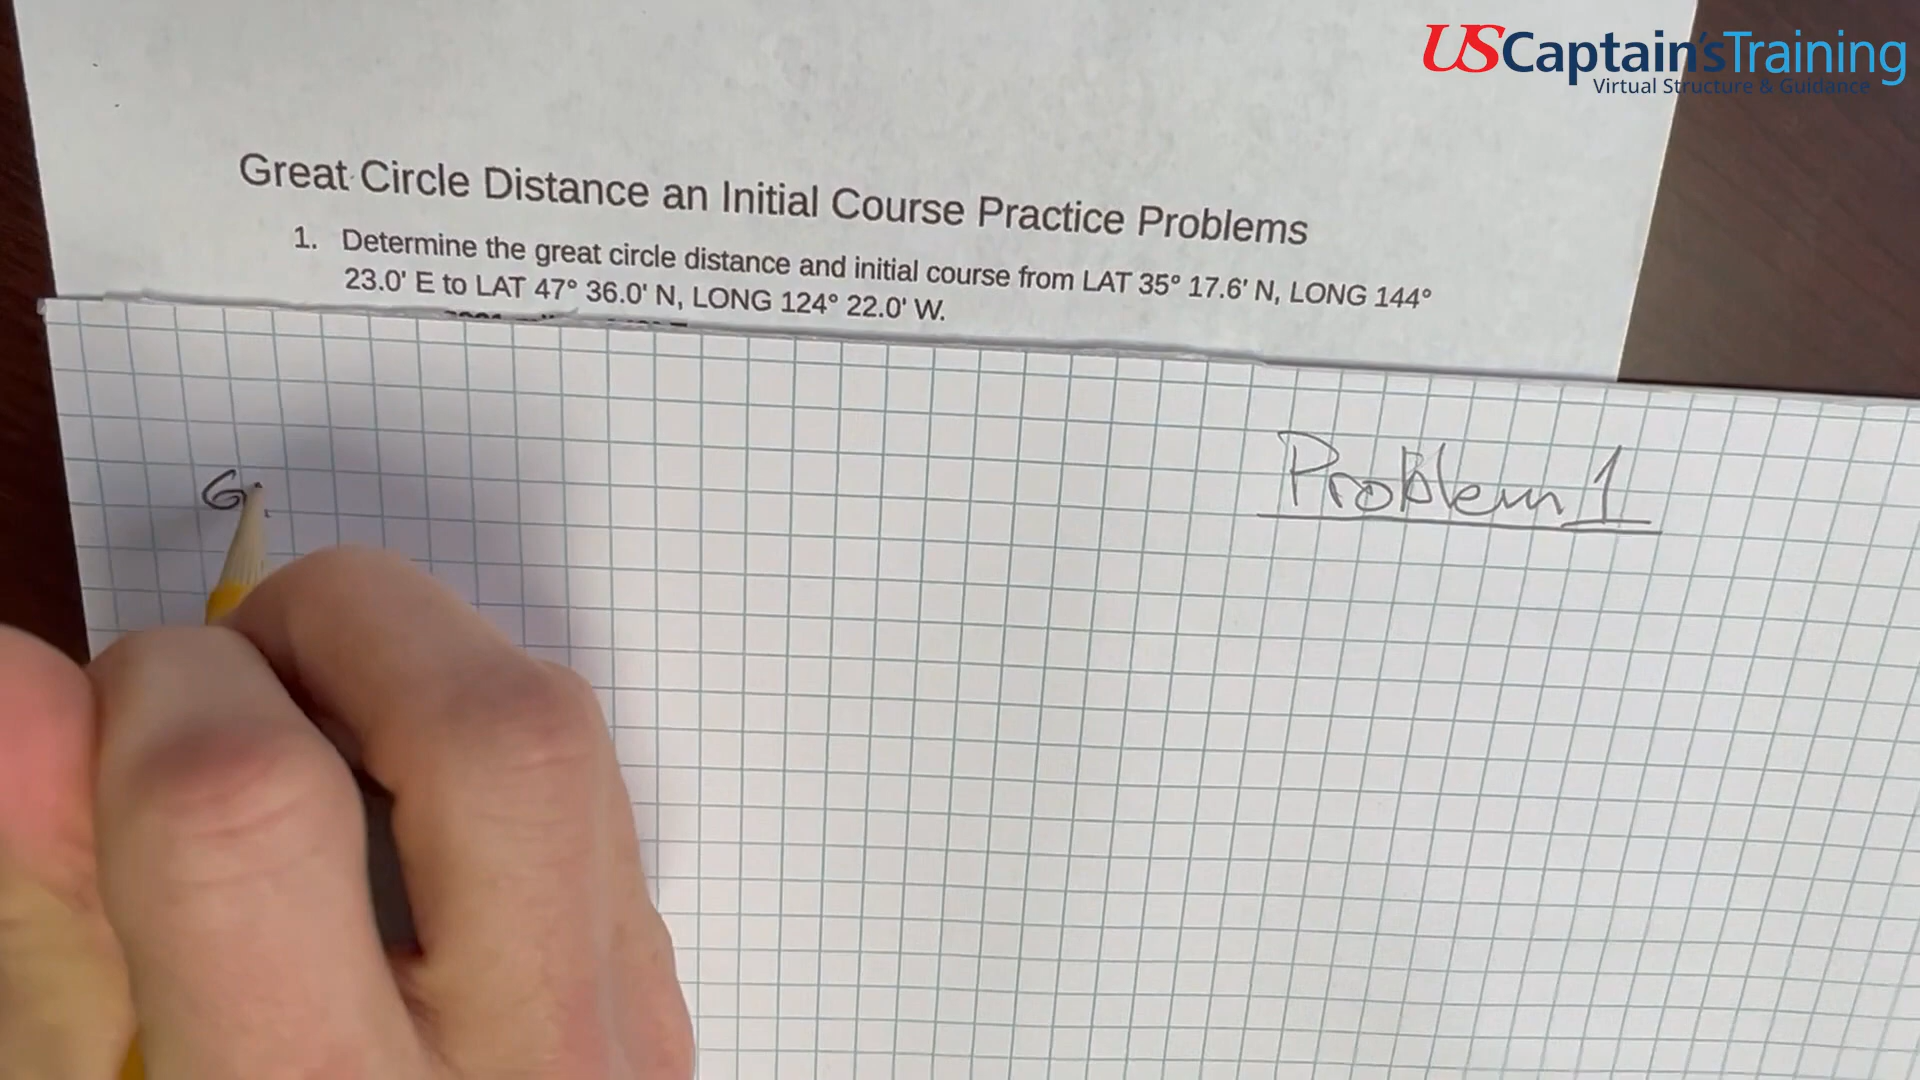 USCaptain'sTraining
Virtual Structure & Guidance
Great Circle Distance an Initial Course Practice Problems
1. Determine the great circle distance and initial course from LAT 35° 17.6' N, LONG 144°
23.0' E to LAT 47° 36.0' N, LONG 124° 22.0' W.
Problem 1
G